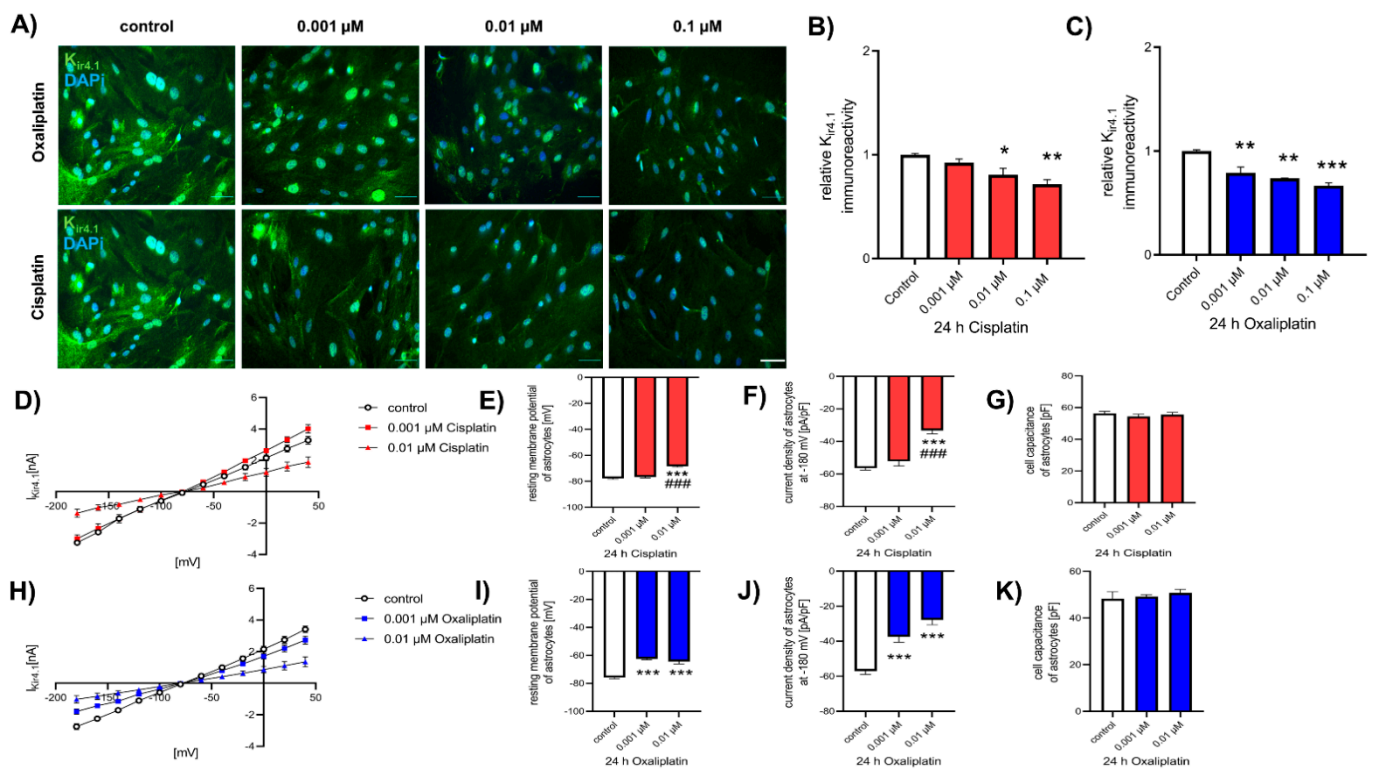 A)
control
0.001 µM
0.01 µM
0.1 µM
Oxaliplatin
Kir4.1
DAPi
Cisplatin
Kir4.1
DAPi
B)
relative Kir4.1
immunoreactivity
2
1
0
*
**
Control
0.001 µM
0.01 µM
0.1 µM
24 h Cisplatin
C)
relative Kir4.1
immunoreactivity
2
1
0
**
**
***
Control
0.001 µM
0.01 µM
0.1 µM
24 h Oxaliplatin
D)
IKir4.1[nA]
6
4
2
-2
-4
-200
-150
-100
-50
50
[mV]
control
0.001 µM Cisplatin
0.01 µM Cisplatin
E)
resting membrane potential
of astrocytes [mV]
0
-20
-40
-60
-80
-100
***
###
control
0.001 µM
0.01 µM
24 h Cisplatin
F)
current density of astrocytes
at -180 mV [pA/pF]
0
-20
-40
-60
-80
***
###
control
0.001 µM
0.01 µM
24 h Cisplatin
G)
cell capacitance
of astrocytes [pF]
80
60
40
20
0
control
0.001 µM
0.01 µM
24 h Cisplatin
H)
IKir4.1[nA]
6
4
2
-2
-4
-200
-150
-100
-50
50
[mV]
control
0.001 µM Oxaliplatin
0.01 µM Oxaliplatin
I)
resting membrane potential
of astrocytes [mV]
0
-20
-40
-60
-80
-100
***
***
control
0.001 µM
0.01 µM
24 h Oxaliplatin
J)
current density of astrocytes
at -180 mV [pA/pF]
0
-20
-40
-60
-80
***
***
control
0.001 µM
0.01 µM
24 h Oxaliplatin
K)
cell capacitance
of astrocytes [pF]
60
40
20
0
control
0.001 µM
0.01 µM
24 h Oxaliplatin